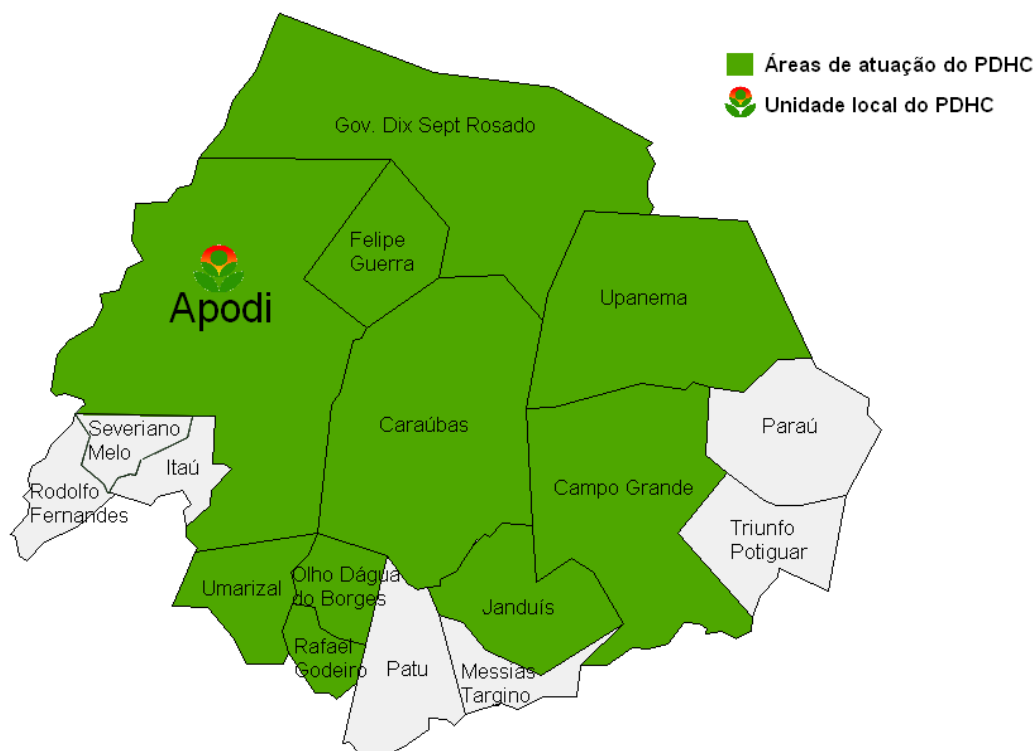 Áreas de atuação do PDHC
Unidade local do PDHC
Gov. Dix Sept Rosado
Felipe
Guerra
Apodi
Upanema
Caraúbas
Paraú
Severiano
Melo
Itaú
Rodolfo
Fernandes
Campo Grande
Triunfo
Potiguar
Umarizal
Olho Dágua
do Borges
Janduís
Rafael
Godeiro
Patu
Messias
Targino